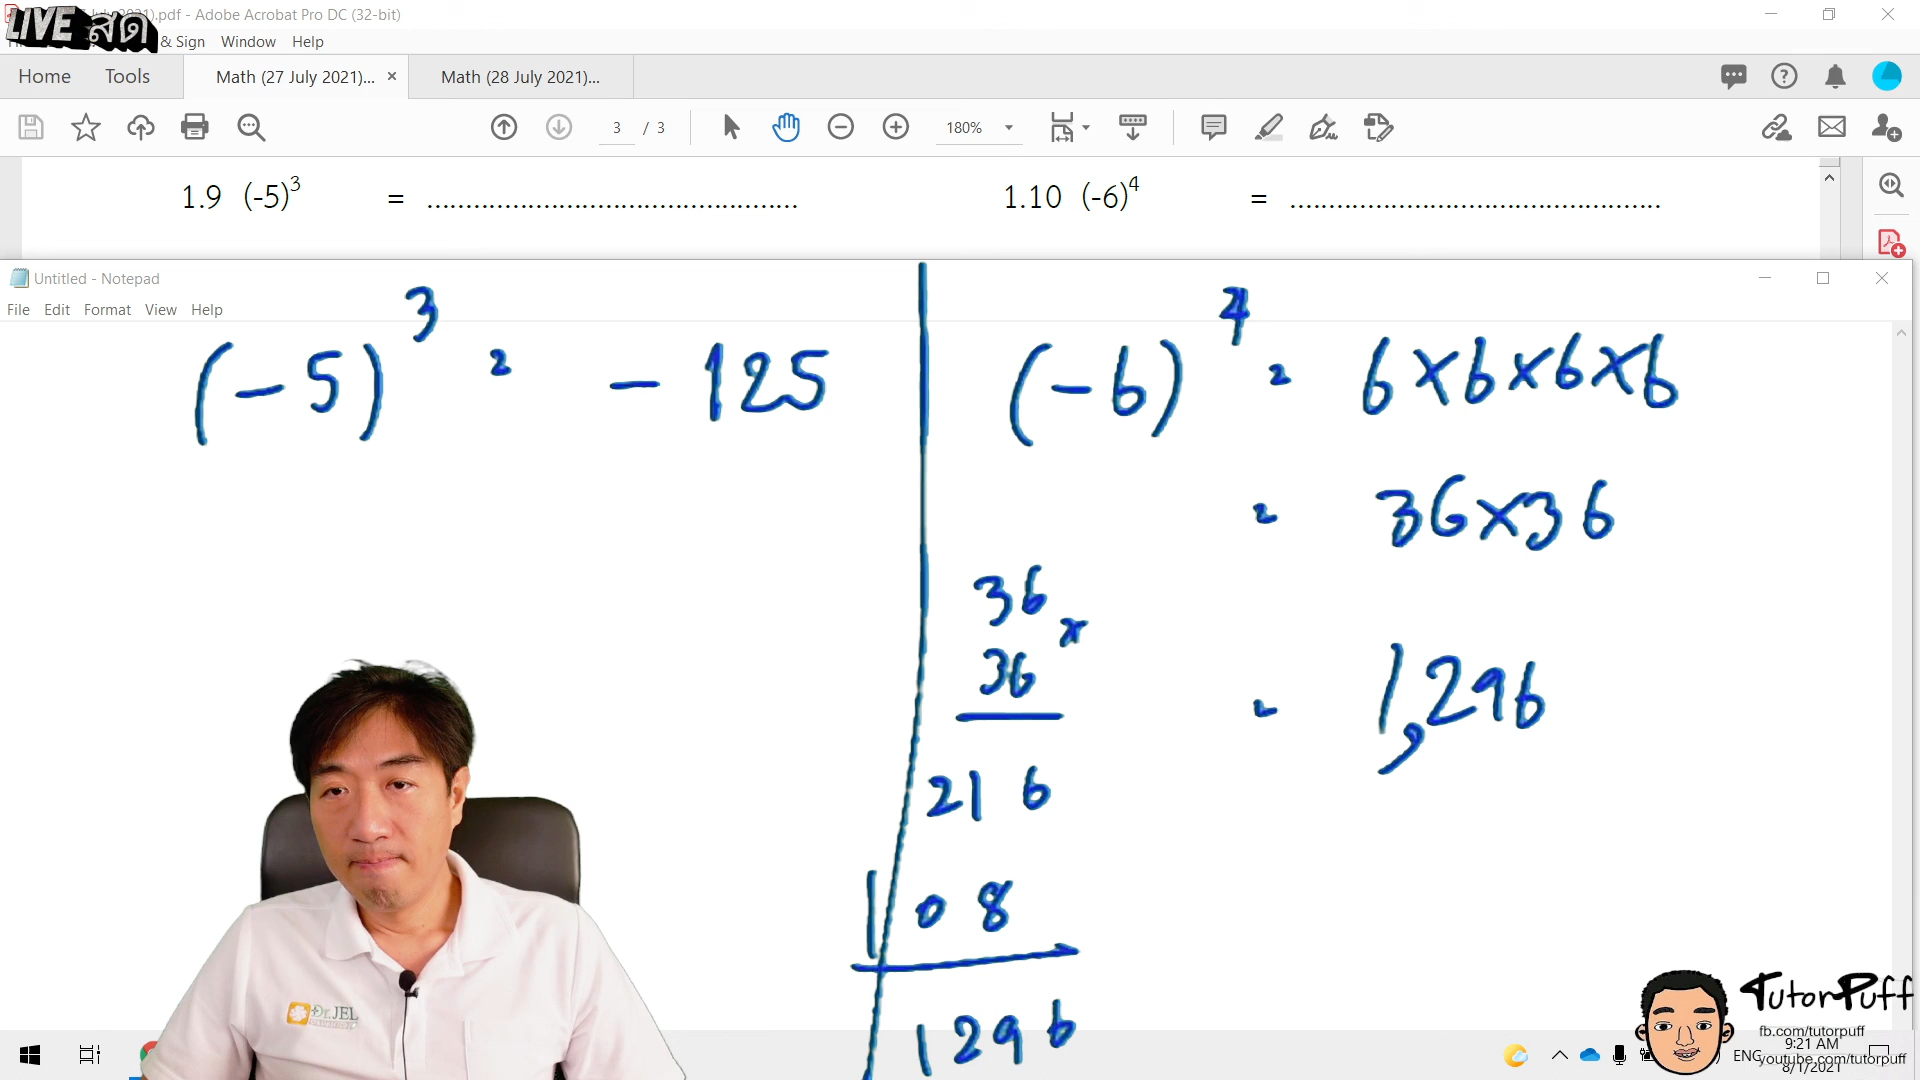 LIVE สด
.pdf - Adobe Acrobat Pro DC (32-bit)
& Sign Window Help
Home Tools Math (27 July 2021)... × Math (28 July 2021)...
3 / 3 180%
1.9 (-5)³ = ................................................ 1.10 (-6)⁴ = ................................................
Untitled - Notepad
File Edit Format View Help
(-5)³ = -125
(-6)⁴ = 6×6×6×6
= 36×36
36 ×
36
216
108
1296
= 1,296
Dr.JEL
TutorPuff
fb.com/tutorpuff
9:21 AM
ENG
youtube.com/tutorpuff
8/1/2021